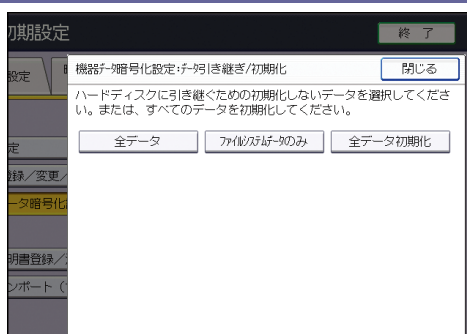 初期設定
終了
設定
機器ﾃﾞｰﾀ暗号化設定:ﾃﾞｰﾀ引き継ぎ/初期化
閉じる
ハードディスクに引き継ぐための初期化しないデータを選択してくださ
い。または、すべてのデータを初期化してください。
全データ
ﾌｧｲﾙｼｽﾃﾑﾃﾞｰﾀのみ
全データ初期化
定
登録／変更／
ータ暗号化
明書登録／
ンポート（